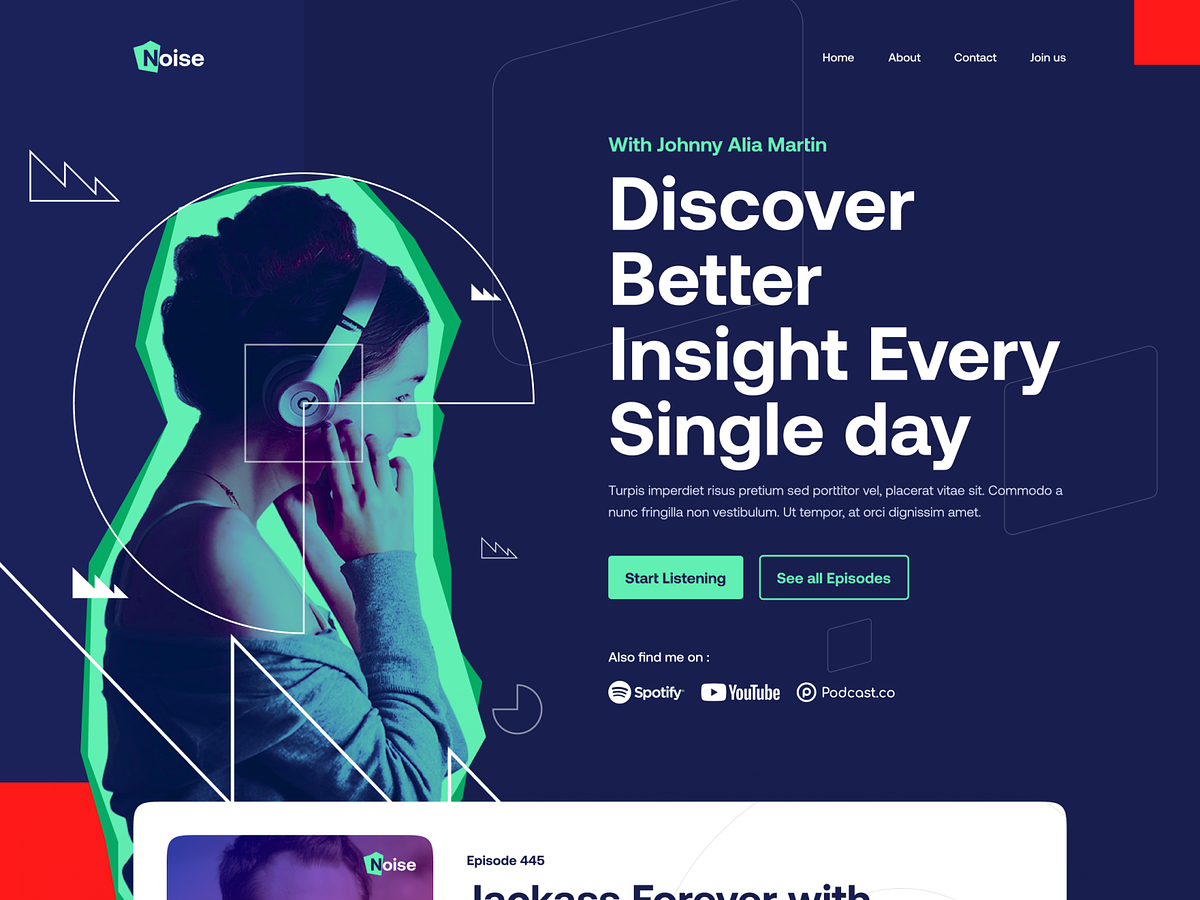 Noise
Home About Contact Join us
With Johnny Alia Martin
Discover
Better
Insight Every
Single day
Turpis imperdiet risus pretium sed porttitor vel, placerat vitae sit. Commodo a
nunc fringilla non vestibulum. Ut tempor, at orci dignissim amet.
Start Listening See all Episodes
Also find me on :
Spotify YouTube Podcast.co
Noise
Episode 445
Jackass Forever with